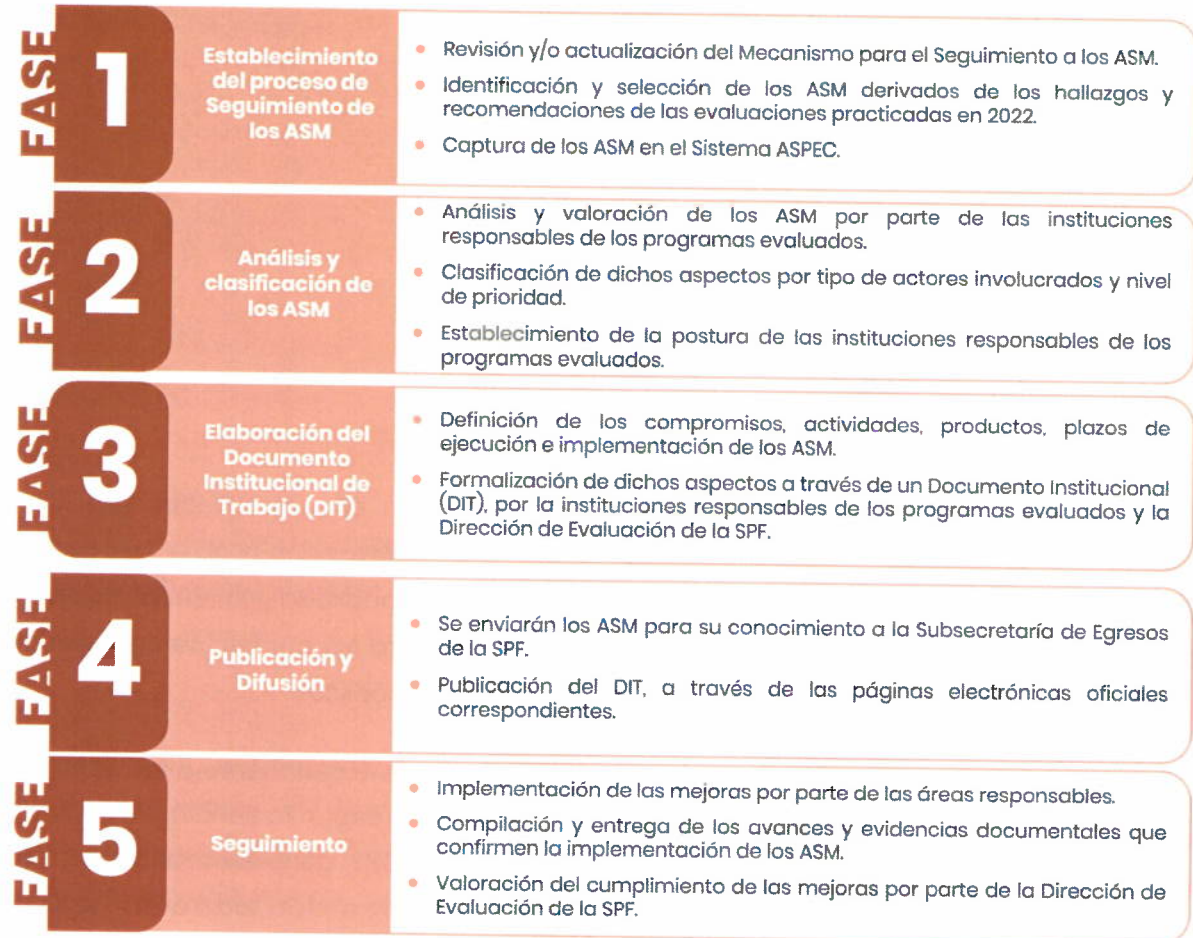 FASE
1
Establecimiento
del proceso de
Seguimiento de
los ASM
• Revisión y/o actualización del Mecanismo para el Seguimiento a los ASM.
• Identificación y selección de los ASM derivados de los hallazgos y
recomendaciones de las evaluaciones practicadas en 2022.
• Captura de los ASM en el Sistema ASPEC.
FASE
2
Análisis y
clasificación de
los ASM
• Análisis y valoración de los ASM por parte de las instituciones
responsables de los programas evaluados.
• Clasificación de dichos aspectos por tipo de actores involucrados y nivel
de prioridad.
• Establecimiento de la postura de las instituciones responsables de los
programas evaluados.
FASE
3
Elaboración del
Documento
Institucional de
Trabajo (DIT)
• Definición de los compromisos, actividades, productos, plazos de
ejecución e implementación de los ASM.
• Formalización de dichos aspectos a través de un Documento Institucional
(DIT), por la instituciones responsables de los programas evaluados y la
Dirección de Evaluación de la SPF.
FASE
4
Publicación y
Difusión
• Se enviarán los ASM para su conocimiento a la Subsecretaría de Egresos
de la SPF.
• Publicación del DIT, a través de las páginas electrónicas oficiales
correspondientes.
FASE
5
Seguimiento
• Implementación de las mejoras por parte de las áreas responsables.
• Compilación y entrega de los avances y evidencias documentales que
confirmen la implementación de los ASM.
• Valoración del cumplimiento de las mejoras por parte de la Dirección de
Evaluación de la SPF.